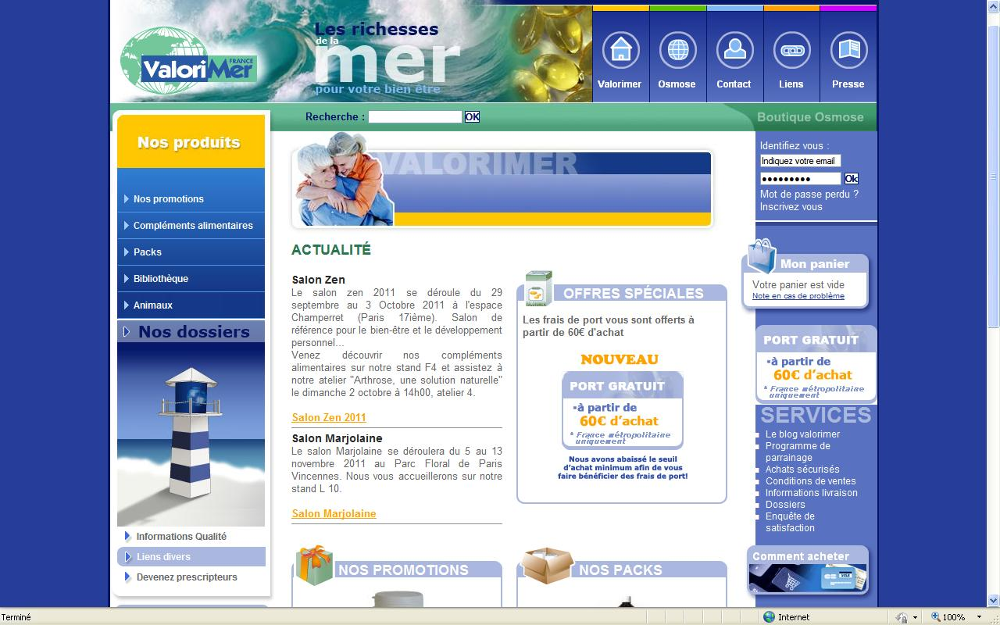 ValoriMer
FRANCE
Les richesses
de la
mer
pour votre bien être
Valorimer
Osmose
Contact
Liens
Presse
Recherche :
OK
Boutique Osmose
Nos produits
Nos promotions
Compléments alimentaires
Packs
Bibliothèque
Animaux
Nos dossiers
Informations Qualité
Liens divers
Devenez prescripteurs
VALORIMER
ACTUALITÉ
Salon Zen
Le salon zen 2011 se déroule du 29
septembre au 3 Octobre 2011 à l'espace
Champerret (Paris 17ième). Salon de
référence pour le bien-être et le développement
personnel...
Venez découvrir nos compléments
alimentaires sur notre stand F4 et assistez à
notre atelier "Arthrose, une solution naturelle"
le dimanche 2 octobre à 14h00, atelier 4.
Salon Zen 2011
Salon Marjolaine
Le salon Marjolaine se déroulera du 5 au 13
novembre 2011 au Parc Floral de Paris
Vincennes. Nous vous accueillerons sur notre
stand L 10.
Salon Marjolaine
OFFRES SPÉCIALES
Les frais de port vous sont offerts à
partir de 60€ d'achat
NOUVEAU
PORT GRATUIT
•à partir de
60€ d'achat
* France métropolitaine
uniquement
Nous avons abaissé le seuil
d'achat minimum afin de vous
faire bénéficier des frais de port!
NOS PROMOTIONS
NOS PACKS
Identifiez vous :
Indiquez votre email
•••••••••
Ok
Mot de passe perdu ?
Inscrivez vous
Mon panier
Votre panier est vide
Note en cas de problème
PORT GRATUIT
•à partir de
60€ d'achat
* France métropolitaine
uniquement
SERVICES
Le blog valorimer
Programme de
parrainage
Achats sécurisés
Conditions de ventes
Informations livraison
Dossiers
Enquête de
satisfaction
Comment acheter
VISA
Terminé
Internet
100%